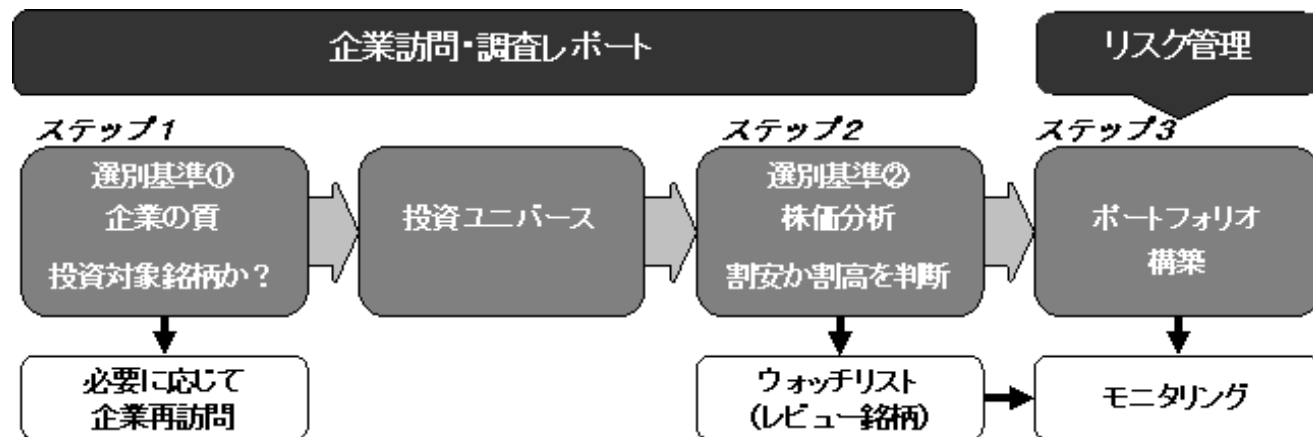 企業訪問・調査レポート
リスク管理
ステップ1
選別基準①
企業の質
投資対象銘柄か？
投資ユニバース
ステップ2
選別基準②
株価分析
割安か割高を判断
ステップ3
ポートフォリオ
構築
必要に応じて
企業再訪問
ウォッチリスト
(レビュー銘柄)
モニタリング